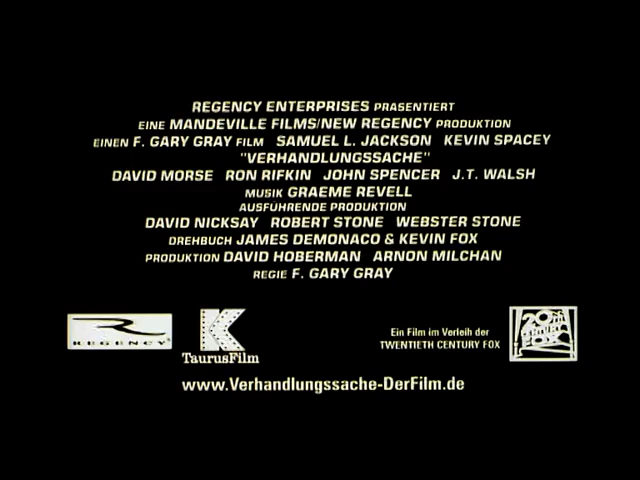 REGENCY ENTERPRISES PRÄSENTIERT
EINE MANDEVILLE FILMS/NEW REGENCY PRODUKTION
EINEN F. GARY GRAY FILM SAMUEL L. JACKSON KEVIN SPACEY
"VERHANDLUNGSSACHE"
DAVID MORSE RON RIFKIN JOHN SPENCER J.T. WALSH
MUSIK GRAEME REVELL
AUSFÜHRENDE PRODUKTION
DAVID NICKSAY ROBERT STONE WEBSTER STONE
DREHBUCH JAMES DEMONACO & KEVIN FOX
PRODUKTION DAVID HOBERMAN ARNON MILCHAN
REGIE F. GARY GRAY
R REGENCY
K TaurusFilm
Ein Film im Verleih der
TWENTIETH CENTURY FOX
20th CENTURY FOX
www.Verhandlungssache-DerFilm.de